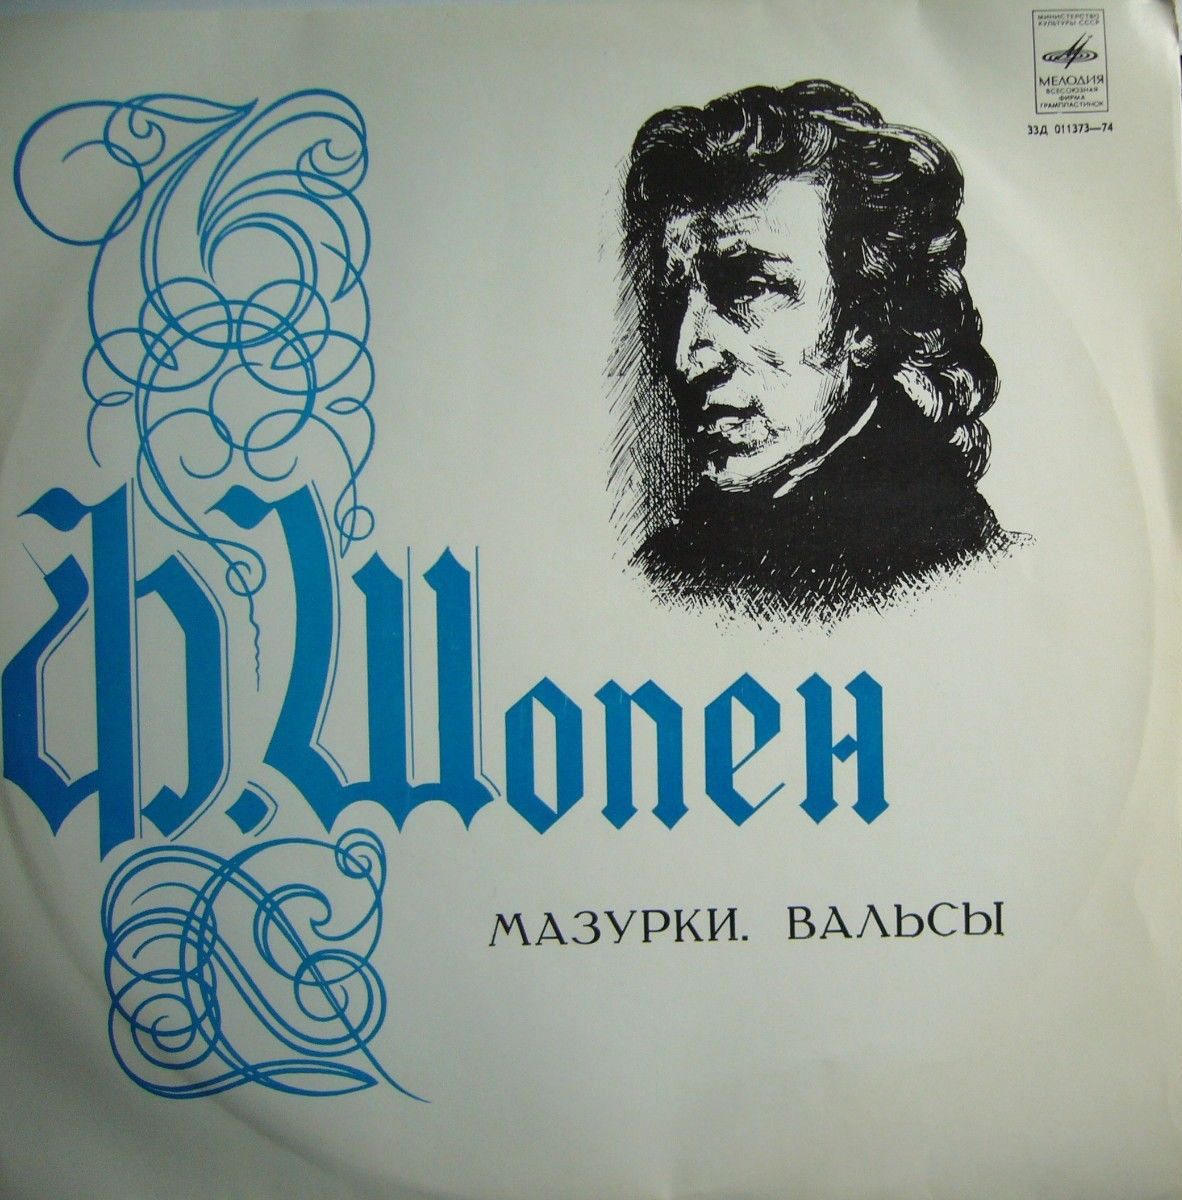 МИНИСТЕРСТВО
КУЛЬТУРЫ СССР
МЕЛОДИЯ
ВСЕСОЮЗНАЯ
ФИРМА
ГРАМПЛАСТИНОК
33Д 011373—74
Ф. Шопен
МАЗУРКИ. ВАЛЬСЫ